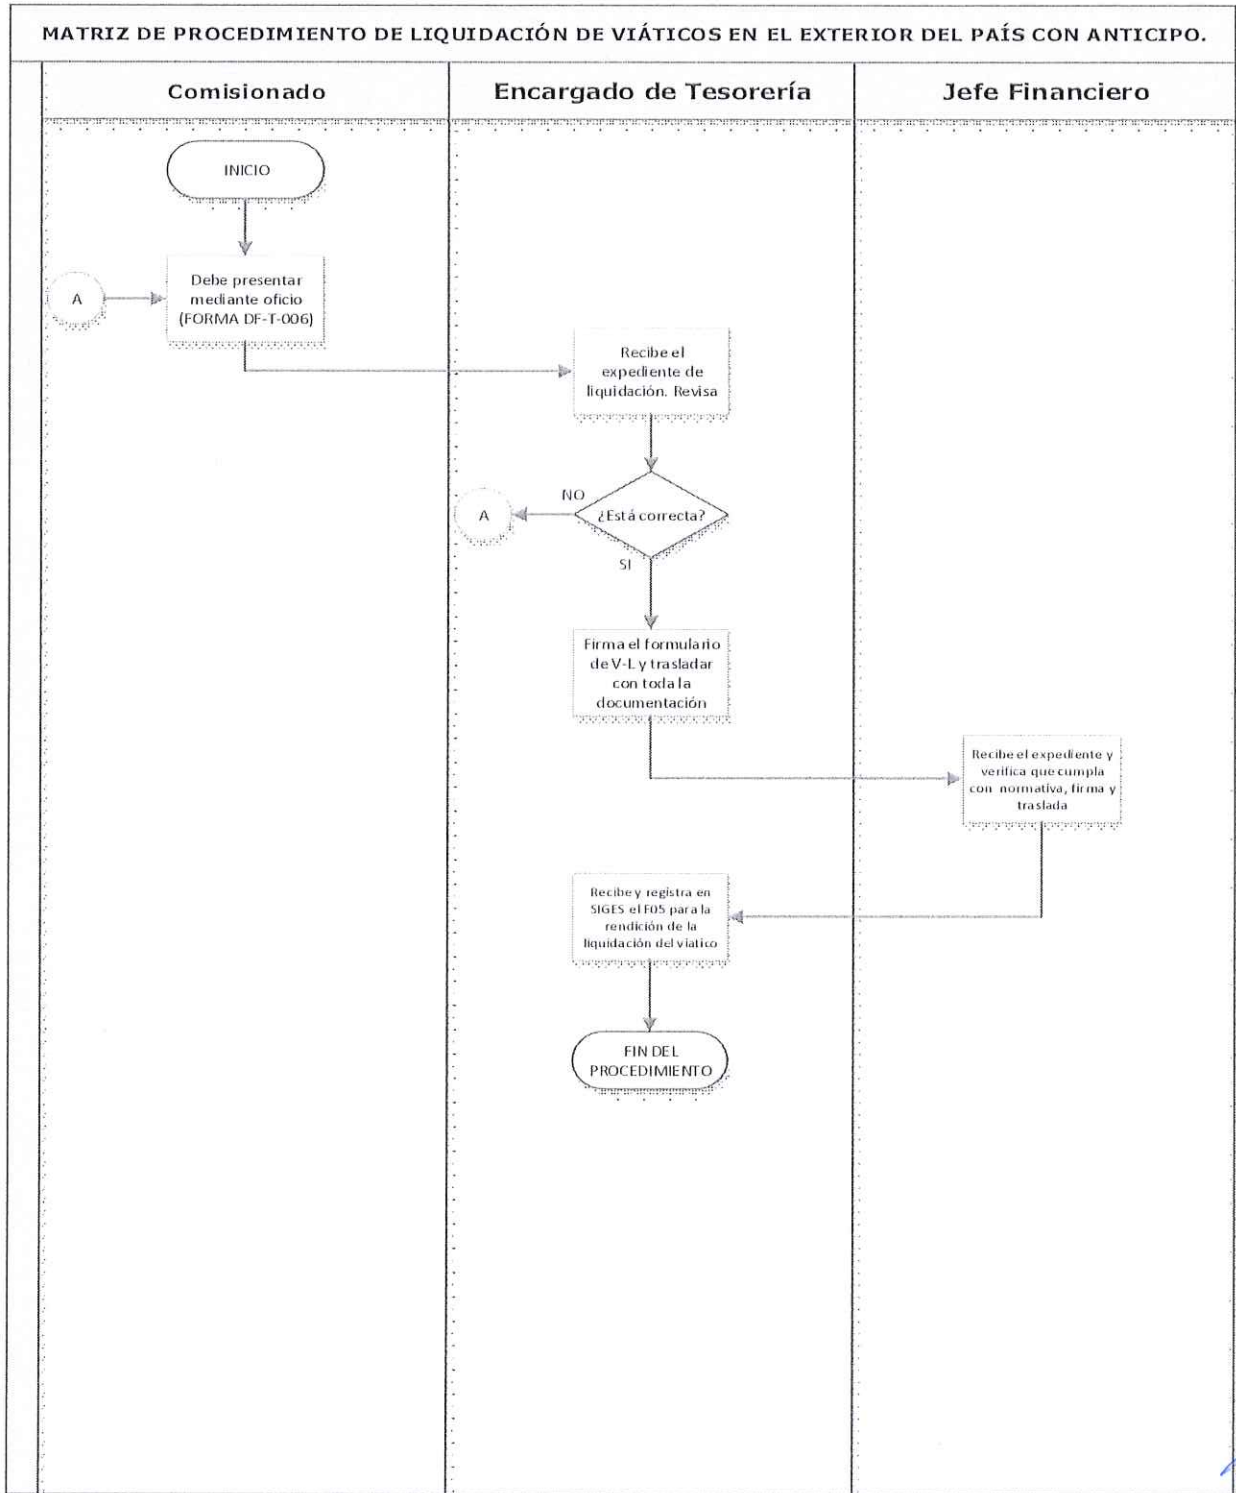 MATRIZ DE PROCEDIMIENTO DE LIQUIDACIÓN DE VIÁTICOS EN EL EXTERIOR DEL PAÍS CON ANTICIPO.
Comisionado
Encargado de Tesorería
Jefe Financiero
INICIO
Debe presentar
mediante oficio
(FORMA DF-T-006)
A
Recibe el
expediente de
liquidación. Revisa
¿Está correcta?
NO
A
SI
Firma el formulario
de V-L y trasladar
con toda la
documentación
Recibe el expediente y
verifica que cumpla
con normativa, firma y
traslada
Recibe y registra en
SIGES el F05 para la
rendición de la
liquidación del viatico
FIN DEL
PROCEDIMIENTO